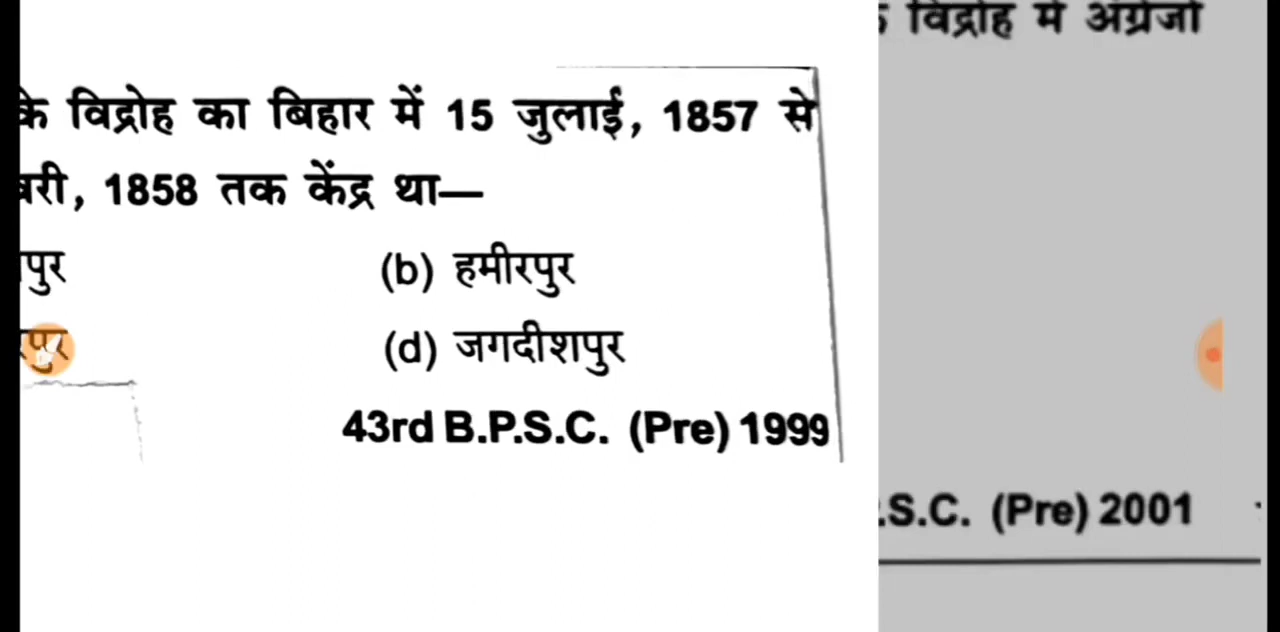 के विद्रोह का बिहार में 15 जुलाई, 1857 से
1858 तक केंद्र था—
पुर (b) हमीरपुर
पुर (d) जगदीशपुर
43rd B.P.S.C. (Pre) 1999
विद्रोह में अंग्रेजों
.S.C. (Pre) 2001